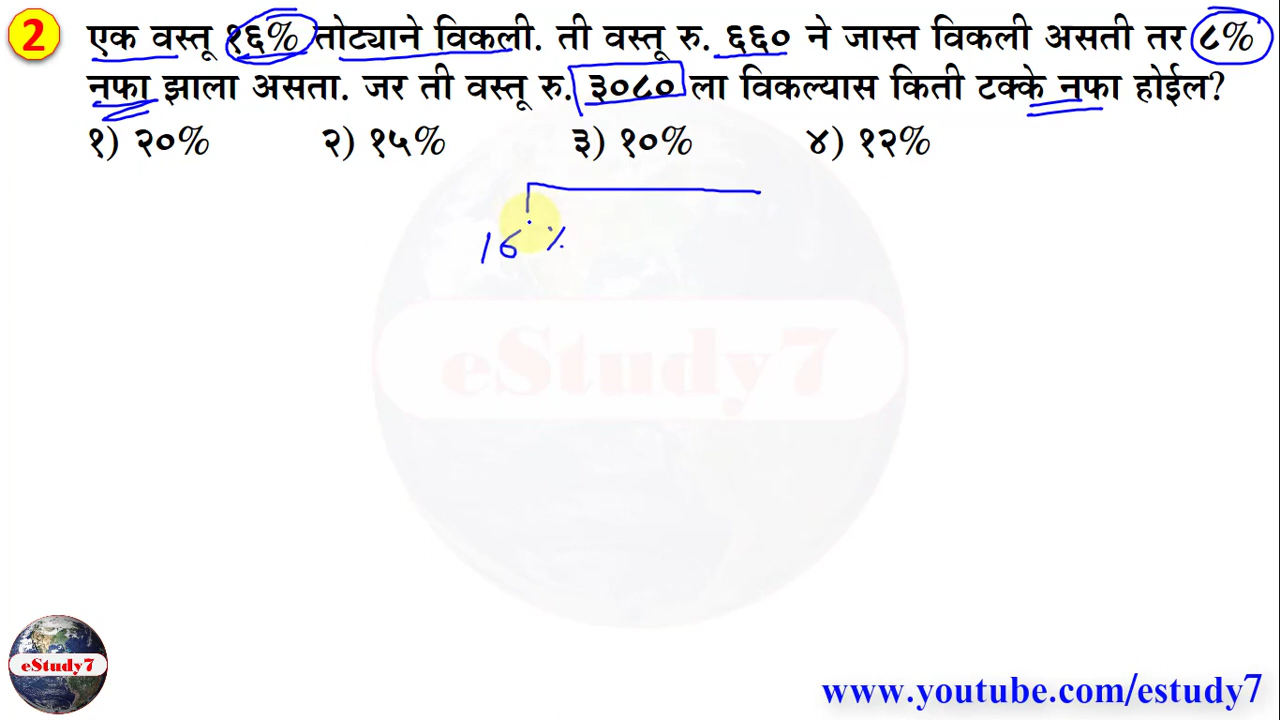 2 एक वस्तू १६% तोट्याने विकली. ती वस्तू रु. ६६० ने जास्त विकली असती तर ८%
नफा झाला असता. जर ती वस्तू रु. ३०८० ला विकल्यास किती टक्के नफा होईल?
१) २०% २) १५% ३) १०% ४) १२%
16 %
eStudy7
eStudy7
www.youtube.com/estudy7